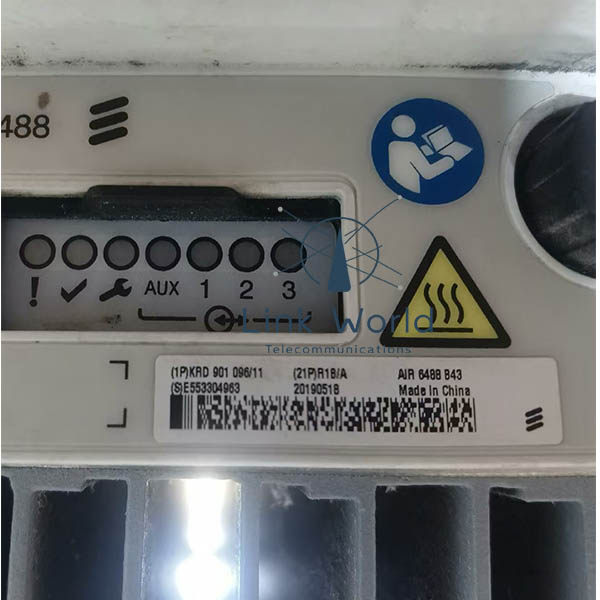 488
! AUX 1 2 3
Link World
Telecommunications
(1P)KRD 901 096/11 (21P)R1B/A AIR 6488 B43
(S)E553304963 20190518 Made in China